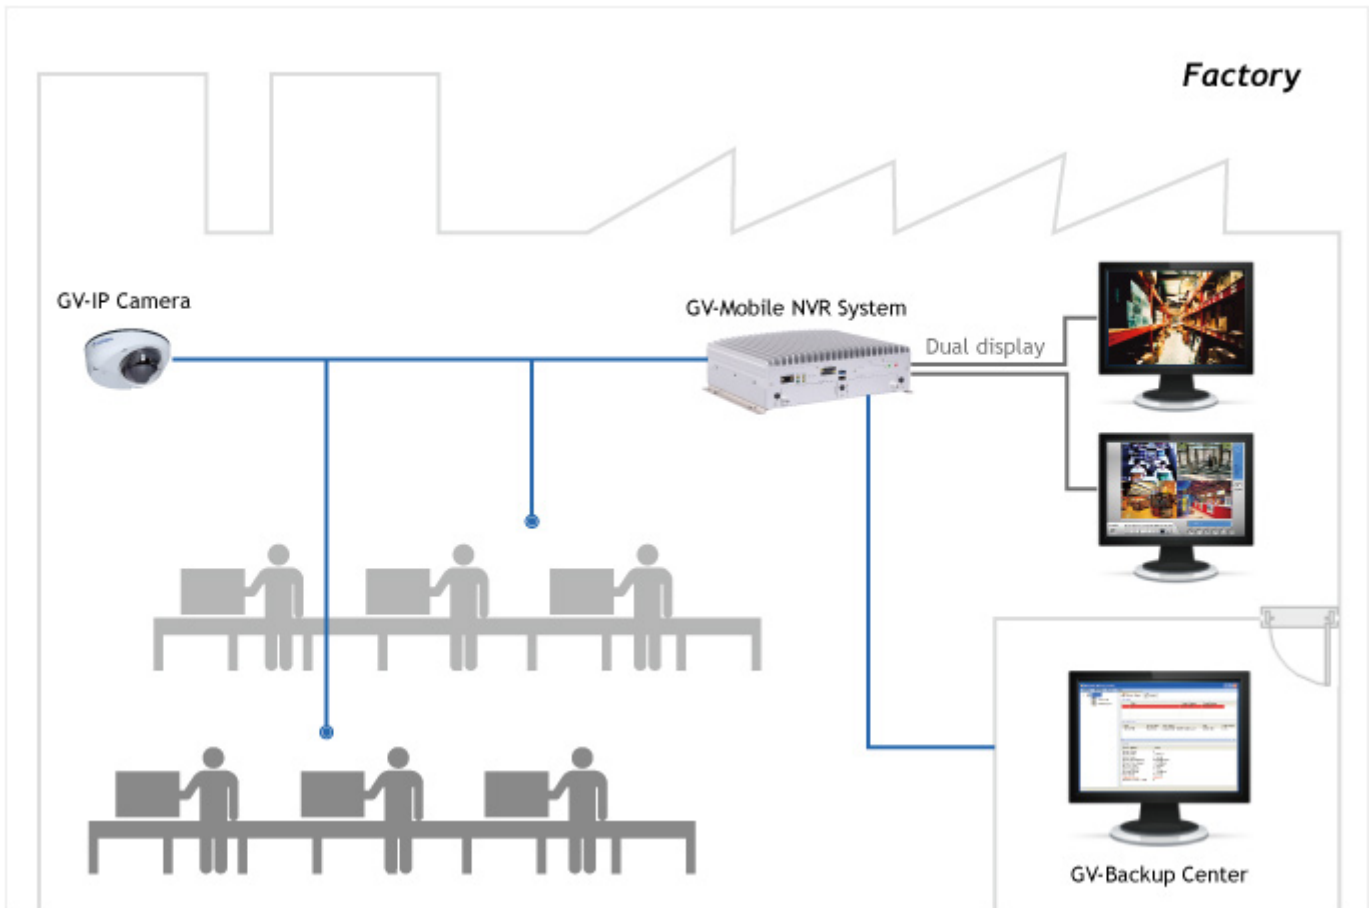 Factory
GV-IP Camera
GV-Mobile NVR System
Dual display
GV-Backup Center